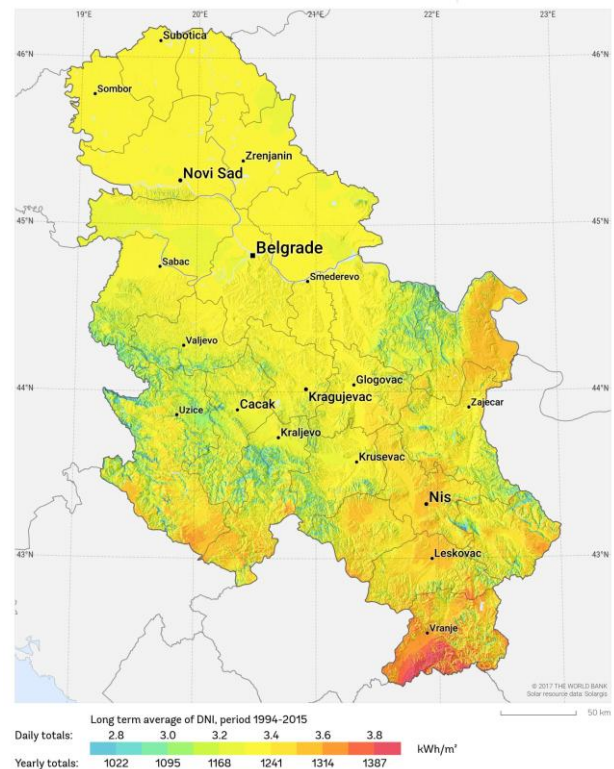 19°E 20°E 21°E 22°E 23°E
Subotica
46°N 46°N
Sombor
Zrenjanin
Novi Sad
45°N 45°N
Belgrade
Sabac
Smederevo
Valjevo
Glogovac
44°N 44°N
Kragujevac
Cacak
Zajecar
Uzice
Kraljevo
Krusevac
Nis
43°N 43°N
Leskovac
Vranje
© 2017 THE WORLD BANK
Solar resource data: Solargis
50 km
Long term average of DNI, period 1994-2015
Daily totals: 2.8 3.0 3.2 3.4 3.6 3.8
kWh/m²
Yearly totals: 1022 1095 1168 1241 1314 1387